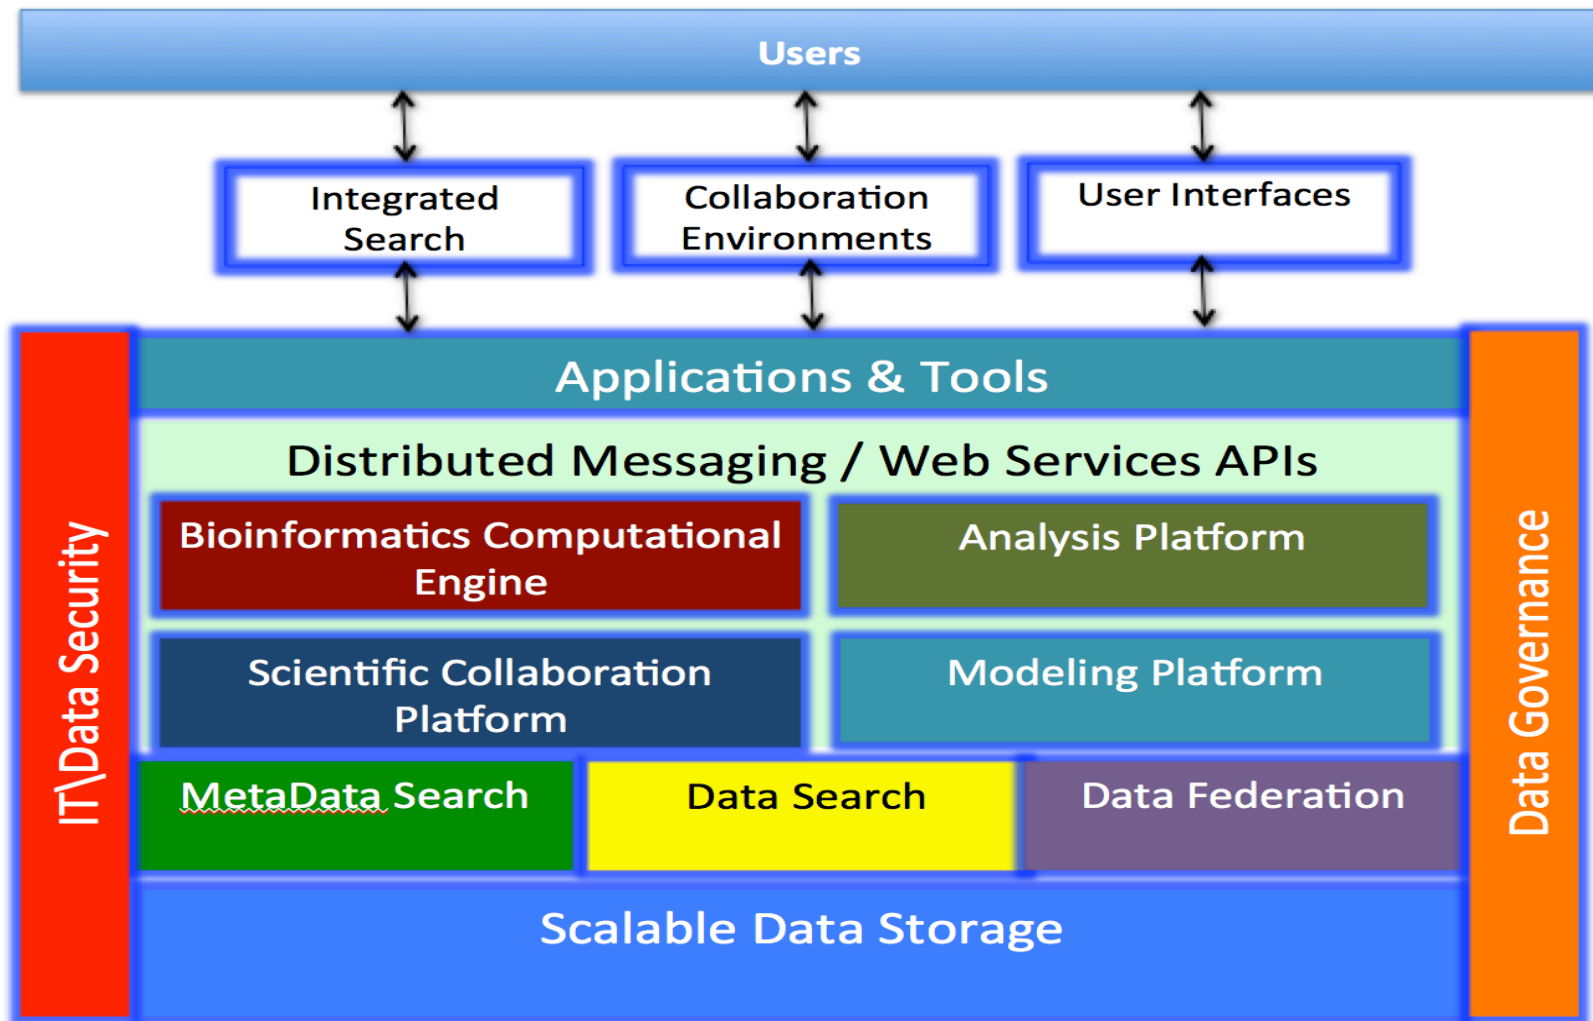 Users
Integrated
Search
Collaboration
Environments
User Interfaces
Applications & Tools
Distributed Messaging / Web Services APIs
Bioinformatics Computational
Engine
Analysis Platform
Scientific Collaboration
Platform
Modeling Platform
MetaData Search
Data Search
Data Federation
Scalable Data Storage
IT\Data Security
Data Governance